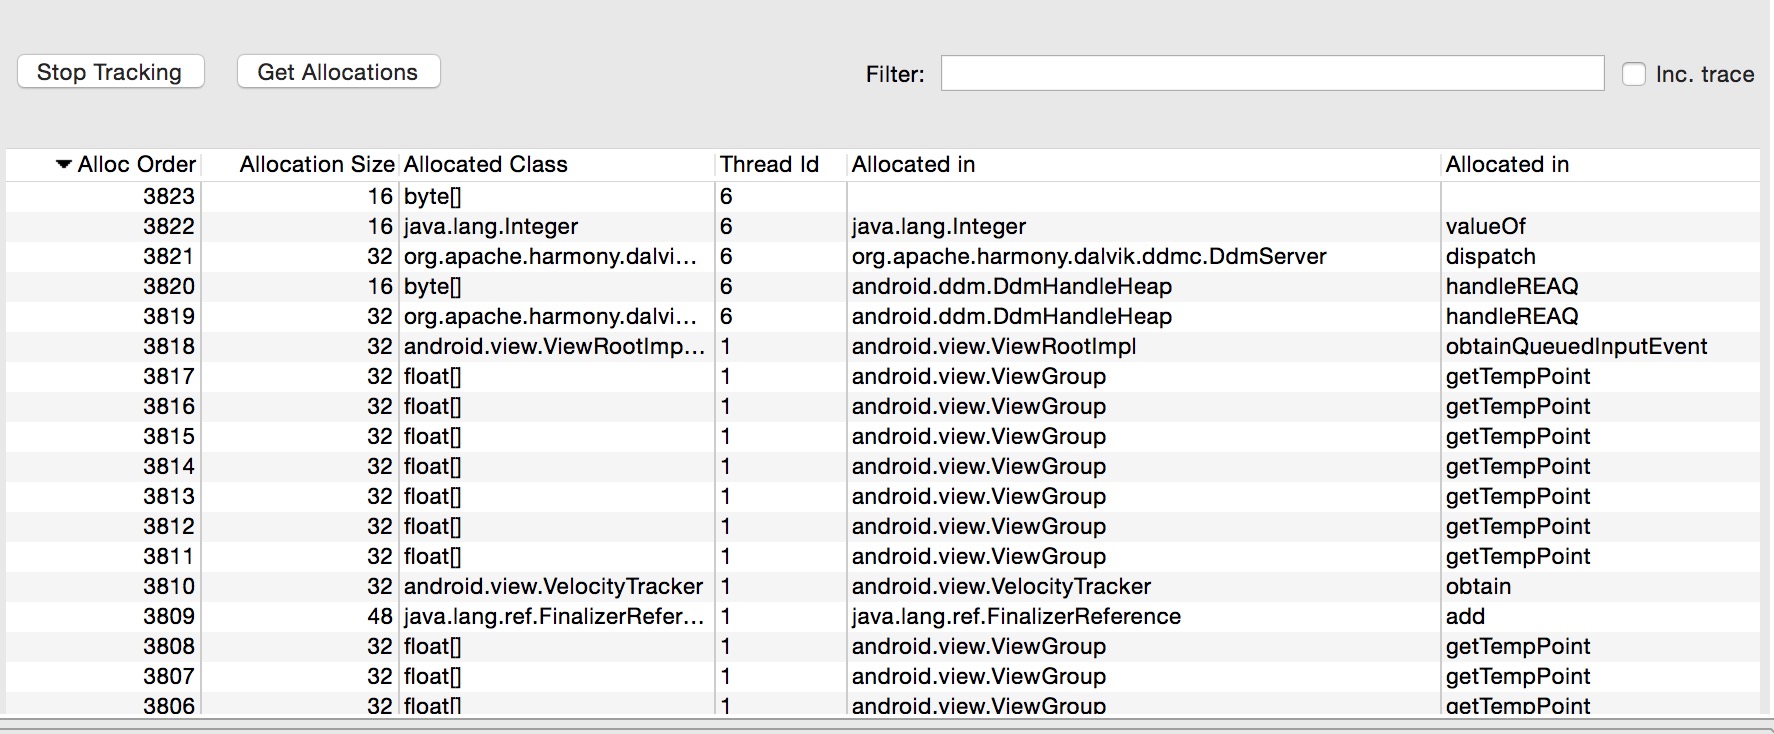 Stop Tracking Get Allocations Filter: Inc. trace
Alloc Order Allocation Size Allocated Class Thread Id Allocated in Allocated in
3823 16 byte[] 6
3822 16 java.lang.Integer 6 java.lang.Integer valueOf
3821 32 org.apache.harmony.dalvi... 6 org.apache.harmony.dalvik.ddmc.DdmServer dispatch
3820 16 byte[] 6 android.ddm.DdmHandleHeap handleREAQ
3819 32 org.apache.harmony.dalvi... 6 android.ddm.DdmHandleHeap handleREAQ
3818 32 android.view.ViewRootImp... 1 android.view.ViewRootImpl obtainQueuedInputEvent
3817 32 float[] 1 android.view.ViewGroup getTempPoint
3816 32 float[] 1 android.view.ViewGroup getTempPoint
3815 32 float[] 1 android.view.ViewGroup getTempPoint
3814 32 float[] 1 android.view.ViewGroup getTempPoint
3813 32 float[] 1 android.view.ViewGroup getTempPoint
3812 32 float[] 1 android.view.ViewGroup getTempPoint
3811 32 float[] 1 android.view.ViewGroup getTempPoint
3810 32 android.view.VelocityTracker 1 android.view.VelocityTracker obtain
3809 48 java.lang.ref.FinalizerRefer... 1 java.lang.ref.FinalizerReference add
3808 32 float[] 1 android.view.ViewGroup getTempPoint
3807 32 float[] 1 android.view.ViewGroup getTempPoint
3806 32 float[] 1 android.view.ViewGroup getTempPoint